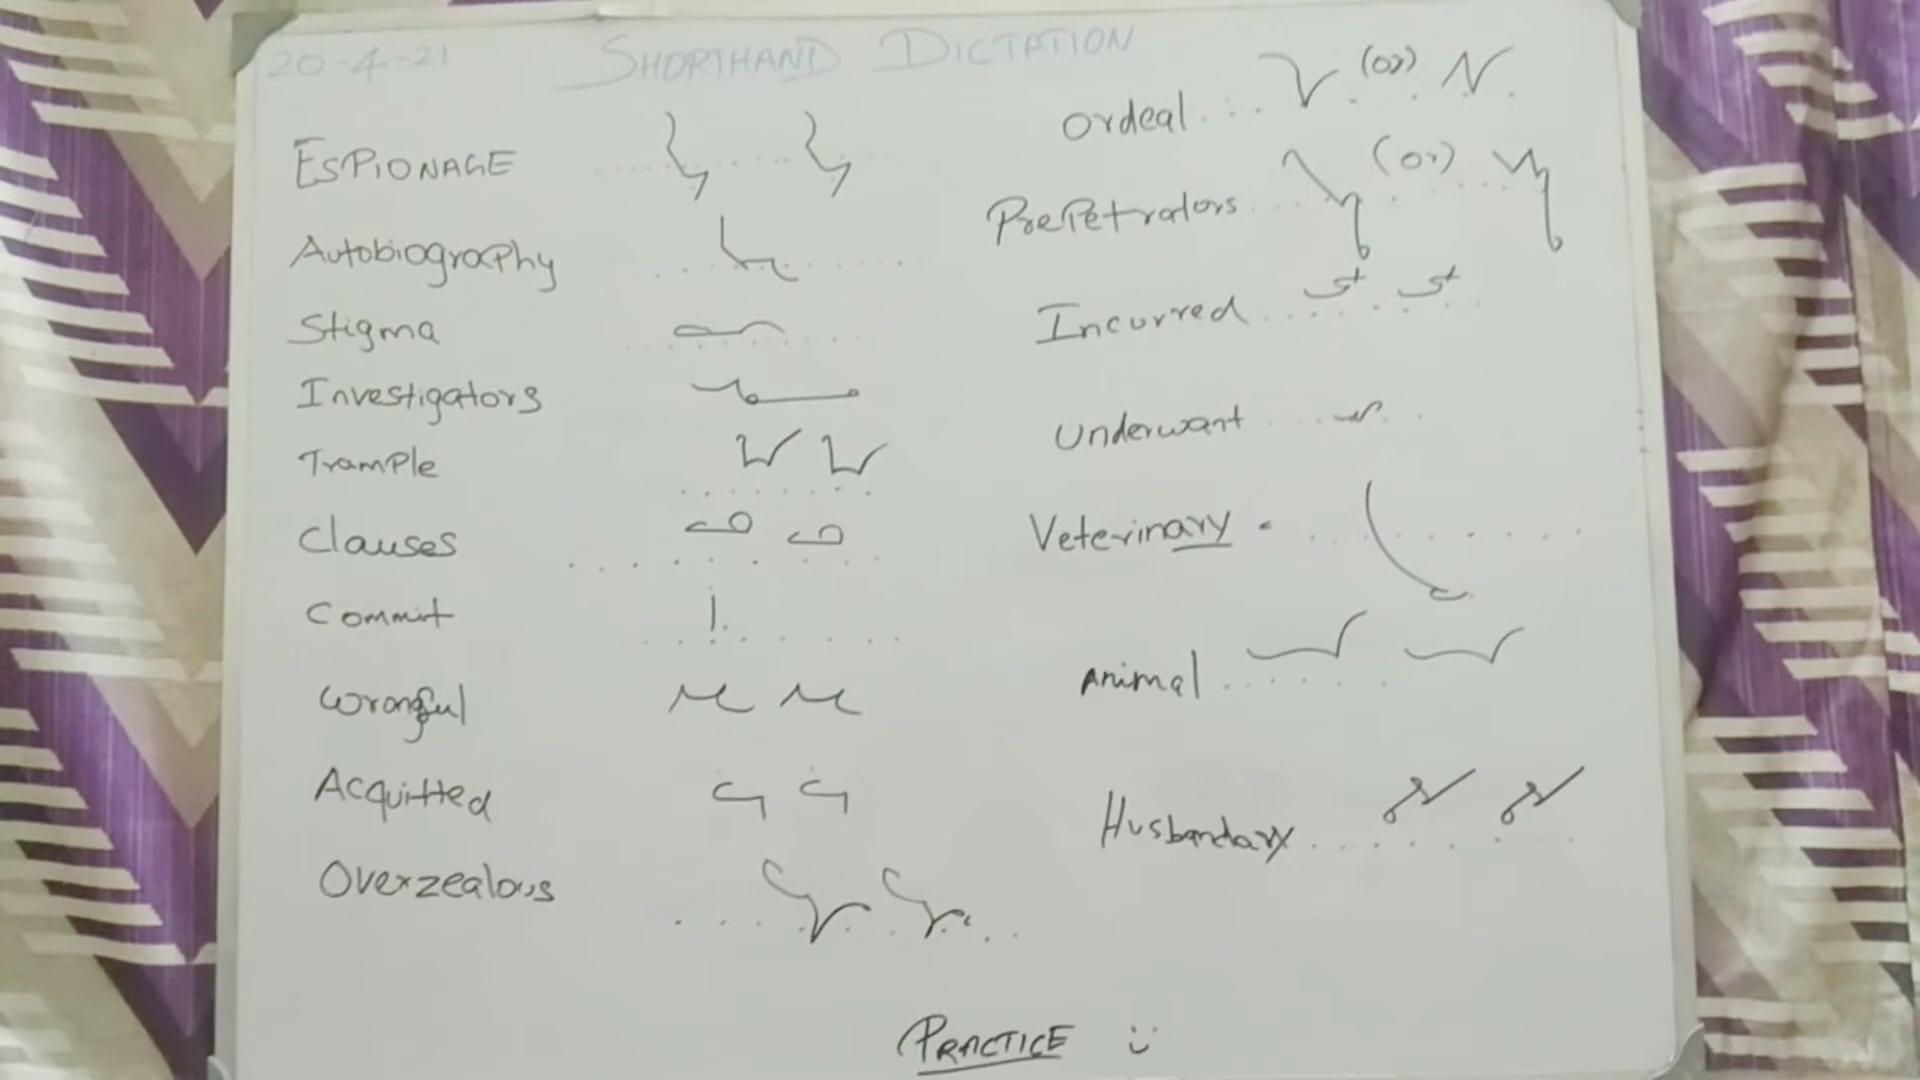 20-4-21 SHORTHAND DICTATION
ESPIONAGE
Autobiography
Stigma
Investigators
Trample
Clauses
Commit
Wrongful
Acquitted
Overzealous
Ordeal (or)
PrePetrators (or)
Incurred
Underwant
Veterinary -
Animal
Husbandary
PRACTICE